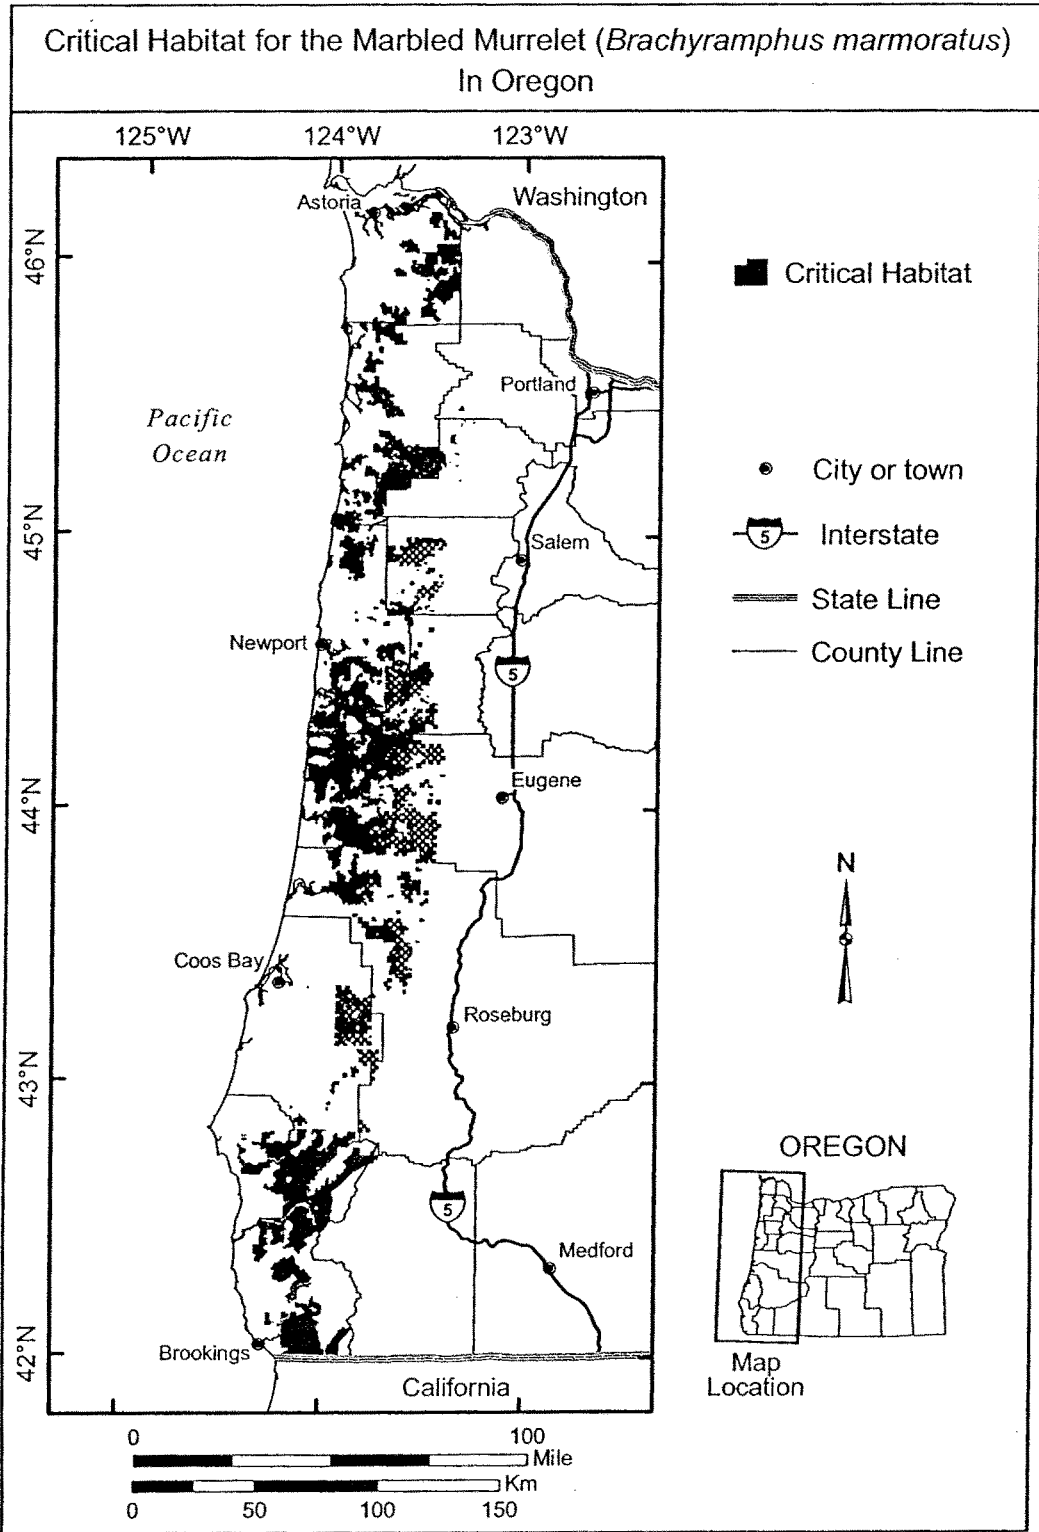 Critical Habitat for the Marbled Murrelet (Brachyramphus marmoratus)
In Oregon
125°W 124°W 123°W
Astoria
Washington
46°N
Critical Habitat
Portland
Pacific
Ocean
City or town
45°N
Salem
5 Interstate
State Line
Newport
County Line
5
Eugene
44°N
N
Coos Bay
Roseburg
43°N
OREGON
5
Medford
42°N
Brookings
California
Map
Location
0 100
Mile
Km
0 50 100 150